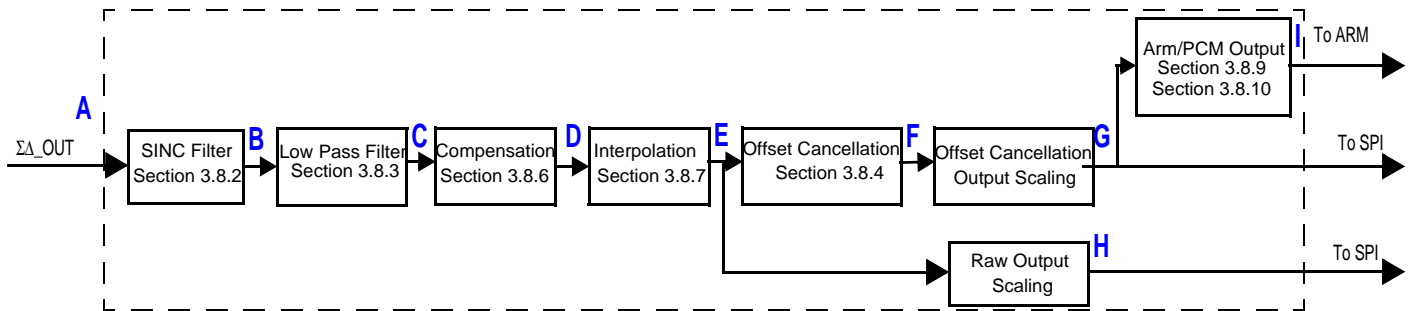 A
ΣΔ_OUT
SINC Filter
Section 3.8.2
B
Low Pass Filter
Section 3.8.3
C
Compensation
Section 3.8.6
D
Interpolation
Section 3.8.7
E
Offset Cancellation
Section 3.8.4
F
Offset Cancellation
Output Scaling
G
To SPI
Arm/PCM Output
Section 3.8.9
Section 3.8.10
I
To ARM
Raw Output
Scaling
H
To SPI